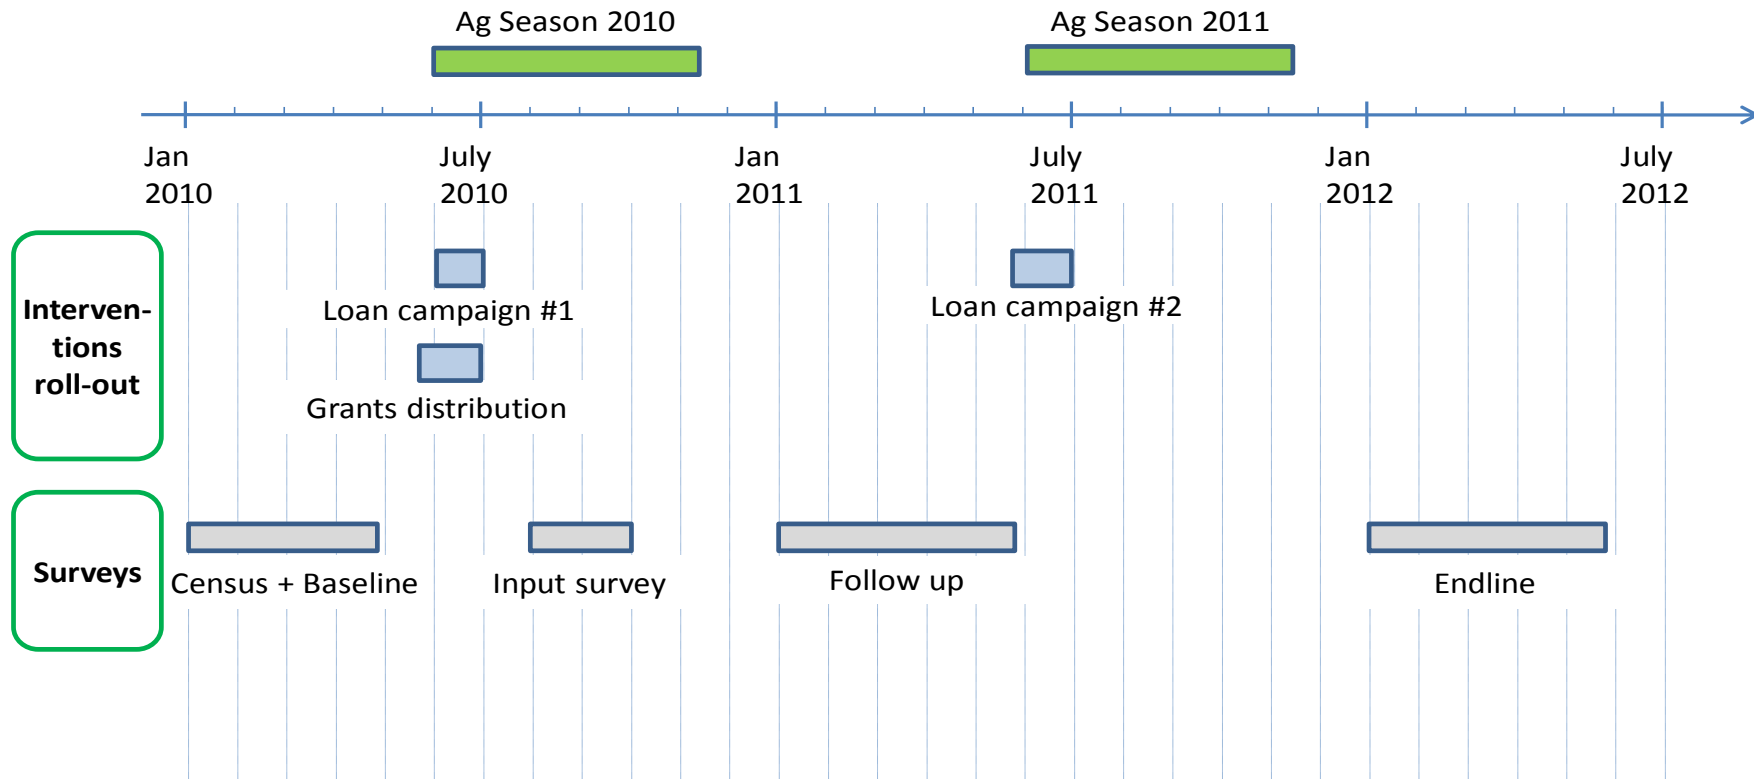 Ag Season 2010
Ag Season 2011
Jan
2010
July
2010
Jan
2011
July
2011
Jan
2012
July
2012
Interven-
tions
roll-out
Loan campaign #1
Loan campaign #2
Grants distribution
Surveys
Census + Baseline
Input survey
Follow up
Endline